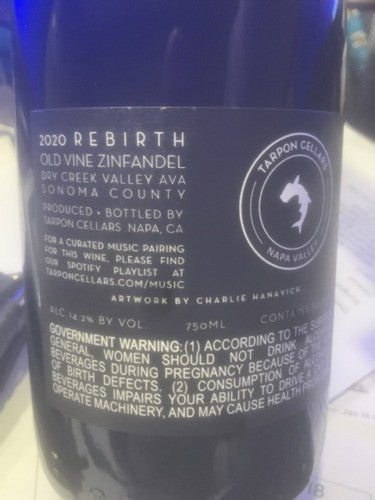 2020 REBIRTH
OLD VINE ZINFANDEL
DRY CREEK VALLEY AVA
SONOMA COUNTY
PRODUCED + BOTTLED BY
TARPON CELLARS NAPA, CA
FOR A CURATED MUSIC PAIRING
FOR THIS WINE, PLEASE FIND
OUR SPOTIFY PLAYLIST AT
TARPONCELLARS.COM/MUSIC
ARTWORK BY CHARLIE HANAVICH
TARPON CELLARS
NAPA VALLEY
ALC. 14.2% BY VOL. 750ML CONTAINS
GOVERNMENT WARNING:(1) ACCORDING TO THE
GENERAL, WOMEN SHOULD NOT DRINK
BEVERAGES DURING PREGNANCY BECAUSE OF
OF BIRTH DEFECTS. (2) CONSUMPTION OF
BEVERAGES IMPAIRS YOUR ABILITY TO DRIVE A
OPERATE MACHINERY, AND MAY CAUSE HEALTH